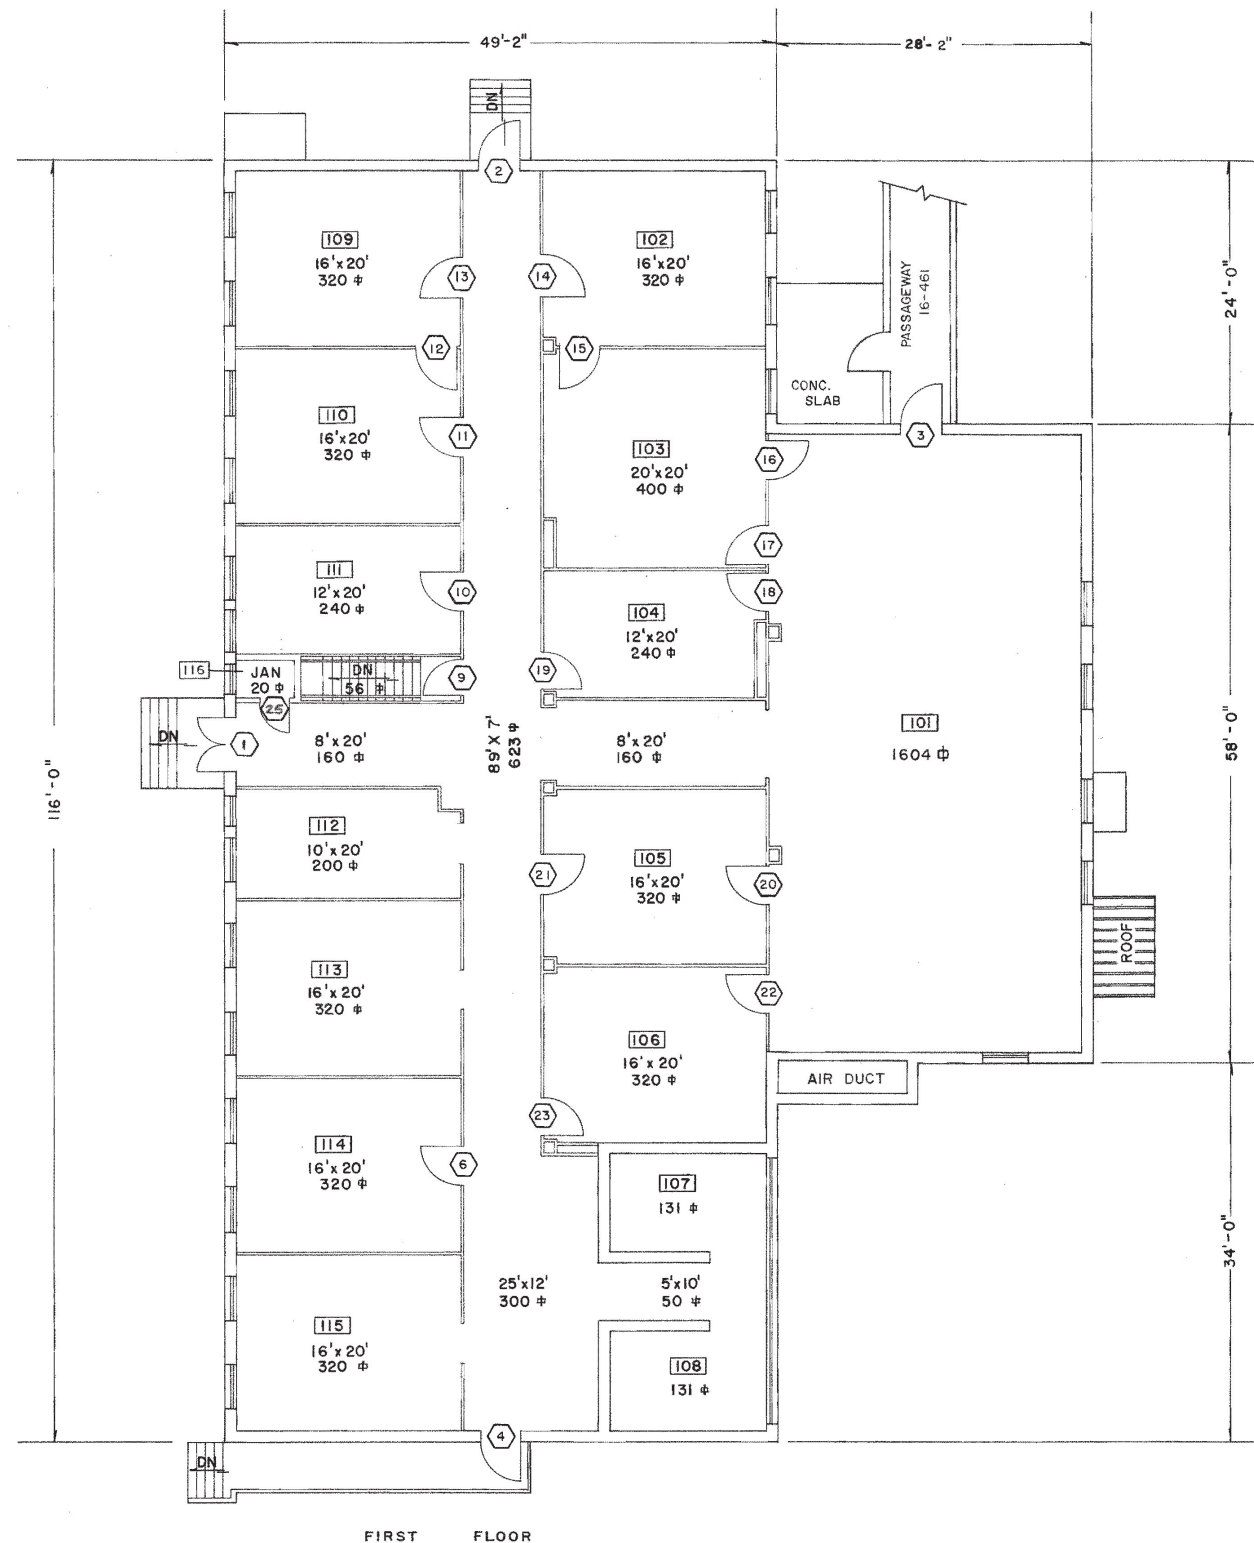 49'-2"
28'-2"
DN
2
109
16'x20'
320 ⌽
13
14
102
16'x20'
320 ⌽
PASSAGEWAY
16-461
24'-0"
12
15
CONC.
SLAB
110
16'x20'
320 ⌽
11
103
20'x20'
400 ⌽
16
3
17
111
12'x20'
240 ⌽
10
104
12'x20'
240 ⌽
18
116
JAN
20 ⌽
DN
56 ⌽
9
19
25
DN
1
8'x20'
160 ⌽
89'X 7'
623 ⌽
8'x20'
160 ⌽
101
1604 ⌽
58'-0"
116'-0"
112
10'x20'
200 ⌽
21
105
16'x20'
320 ⌽
20
ROOF
113
16'x20'
320 ⌽
22
106
16'x20'
320 ⌽
AIR DUCT
23
114
16'x20'
320 ⌽
6
107
131 ⌽
34'-0"
25'x12'
300 ⌽
5'x10'
50 ⌽
115
16'x20'
320 ⌽
108
131 ⌽
4
DN
FIRST FLOOR